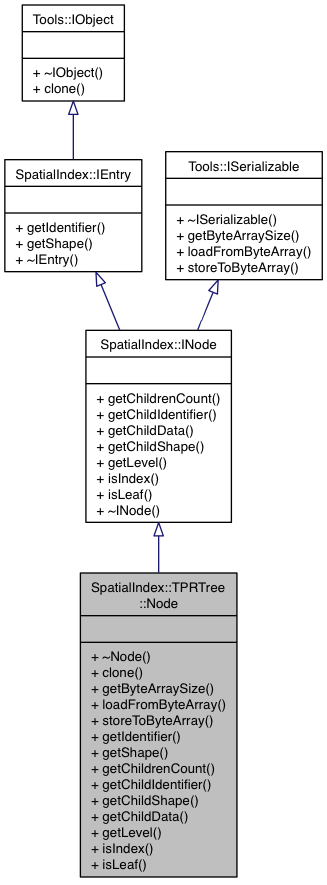 Tools::IObject
+ ~IObject()
+ clone()
SpatialIndex::IEntry
+ getIdentifier()
+ getShape()
+ ~IEntry()
Tools::ISerializable
+ ~ISerializable()
+ getByteArraySize()
+ loadFromByteArray()
+ storeToByteArray()
SpatialIndex::INode
+ getChildrenCount()
+ getChildIdentifier()
+ getChildData()
+ getChildShape()
+ getLevel()
+ isIndex()
+ isLeaf()
+ ~INode()
SpatialIndex::TPRTree
::Node
+ ~Node()
+ clone()
+ getByteArraySize()
+ loadFromByteArray()
+ storeToByteArray()
+ getIdentifier()
+ getShape()
+ getChildrenCount()
+ getChildIdentifier()
+ getChildShape()
+ getChildData()
+ getLevel()
+ isIndex()
+ isLeaf()